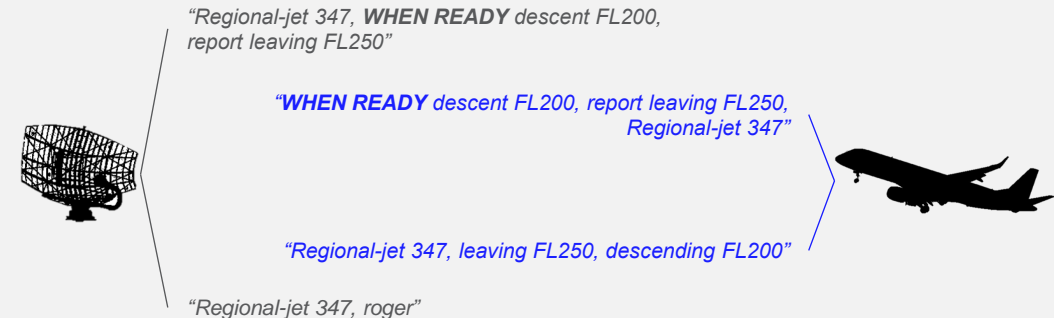 “Regional-jet 347, WHEN READY descent FL200,
report leaving FL250”
“WHEN READY descent FL200, report leaving FL250,
Regional-jet 347”
“Regional-jet 347, leaving FL250, descending FL200”
“Regional-jet 347, roger”